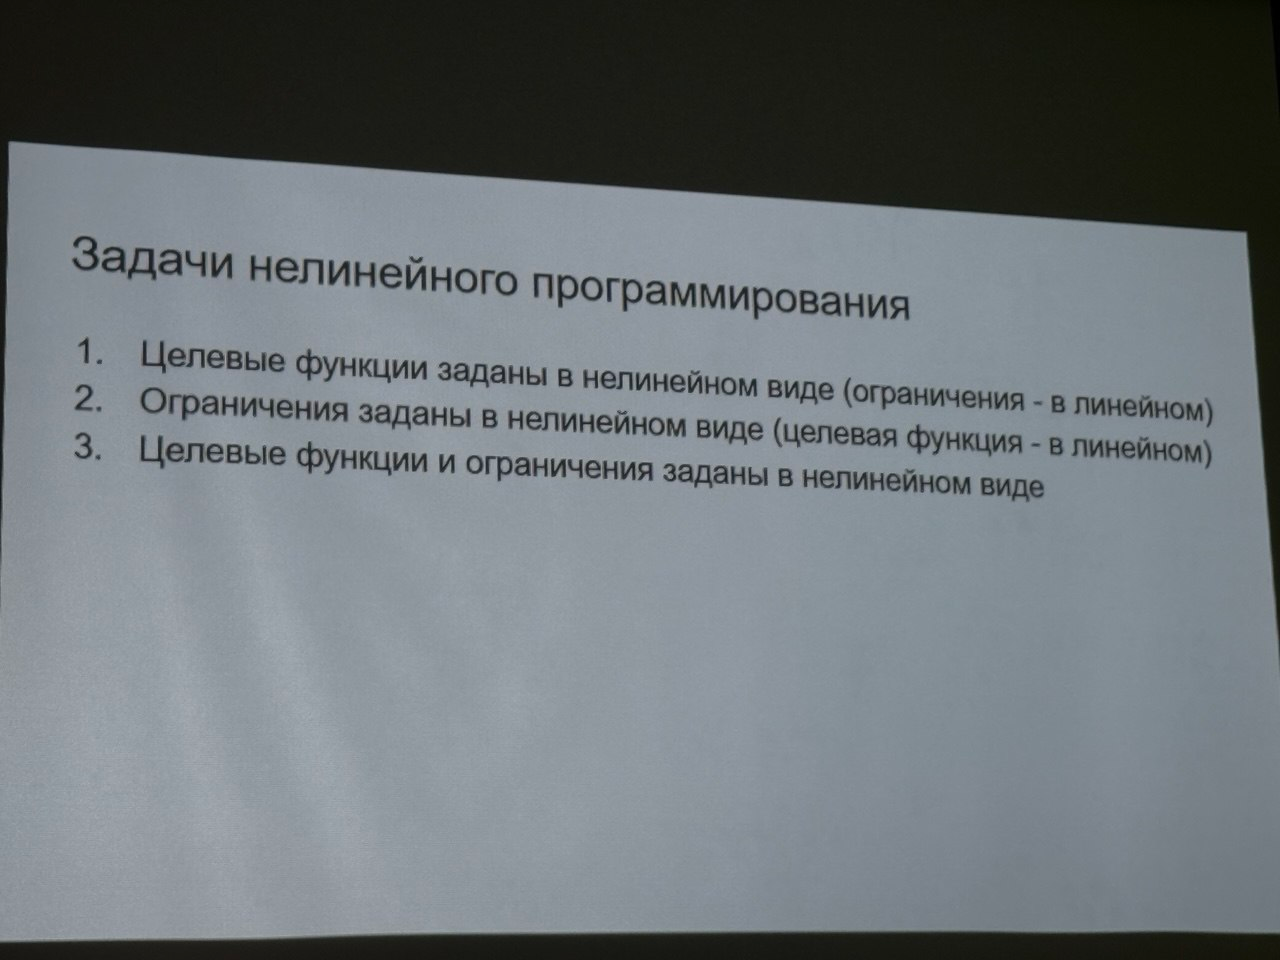 Задачи нелинейного программирования
1. Целевые функции заданы в нелинейном виде (ограничения - в линейном)
2. Ограничения заданы в нелинейном виде (целевая функция - в линейном)
3. Целевые функции и ограничения заданы в нелинейном виде